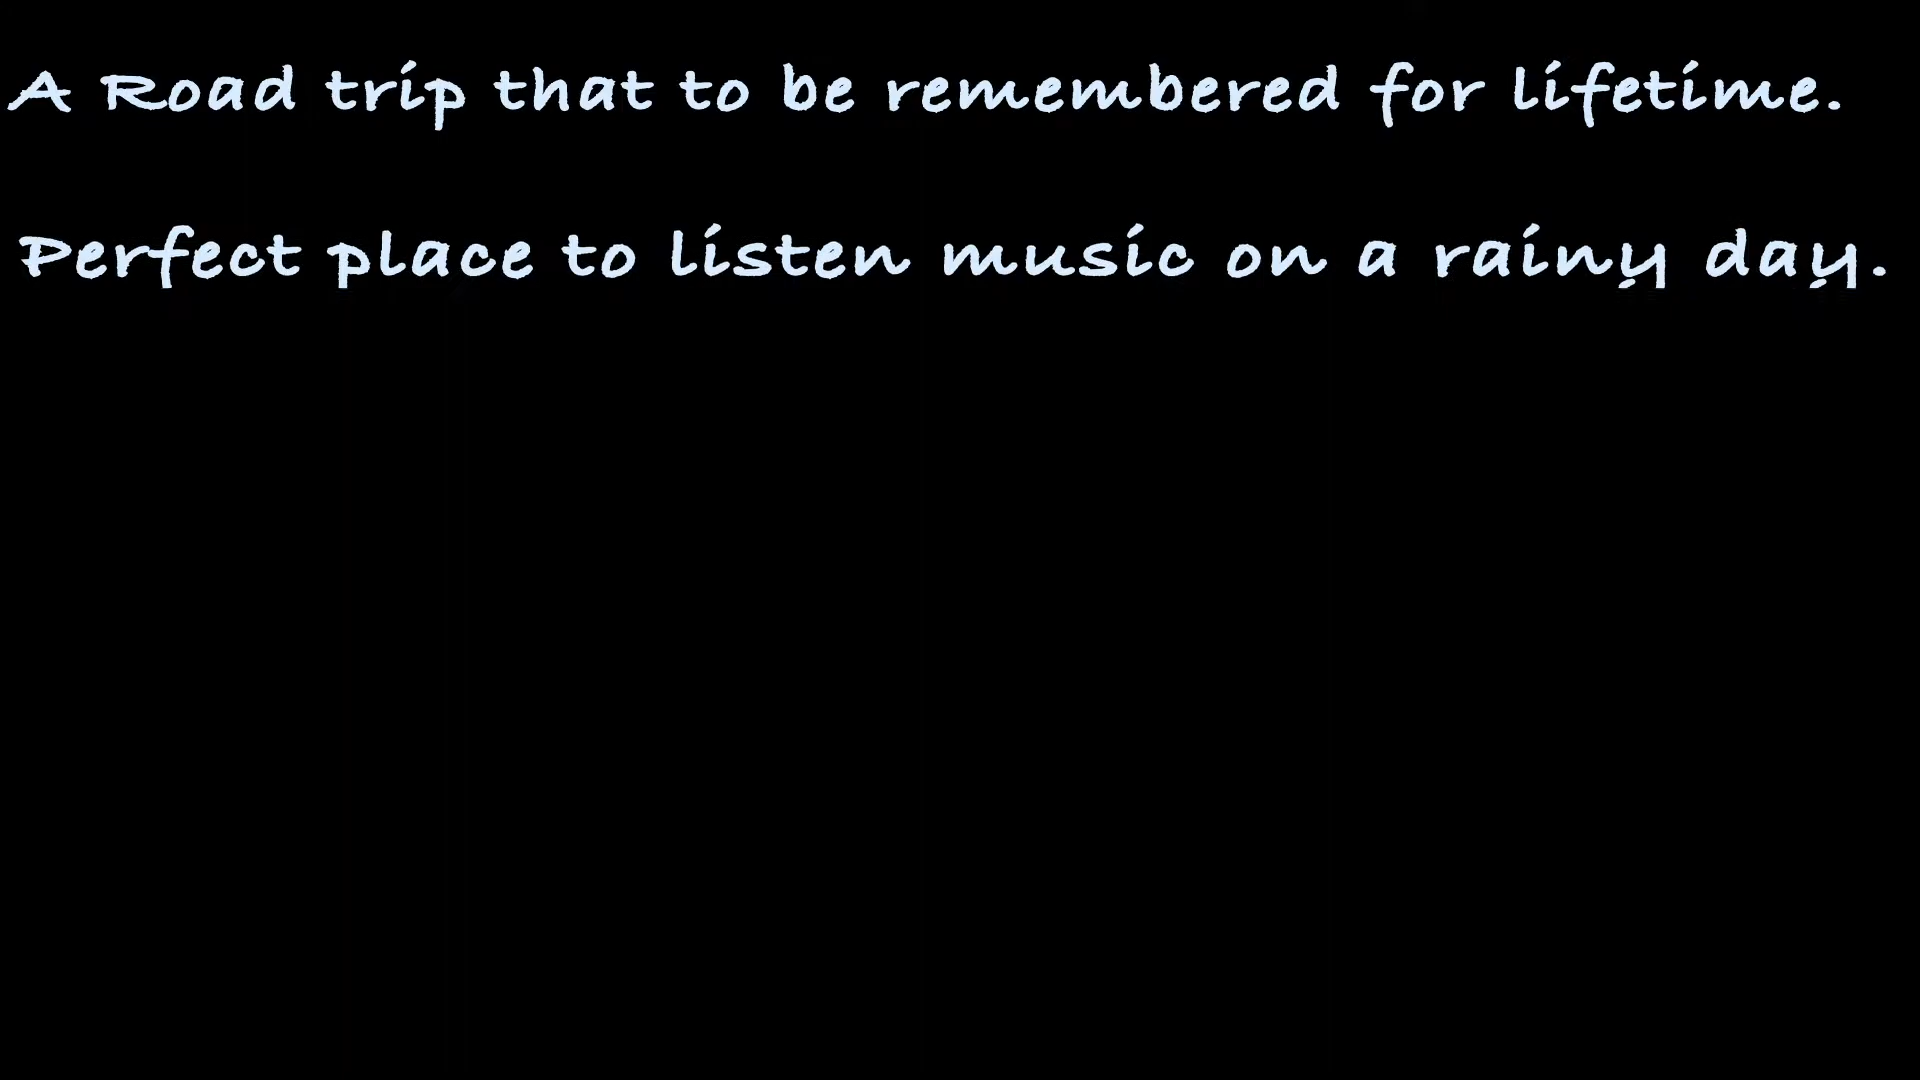 A Road trip that to be remembered for lifetime.
Perfect place to listen music on a rainy day.